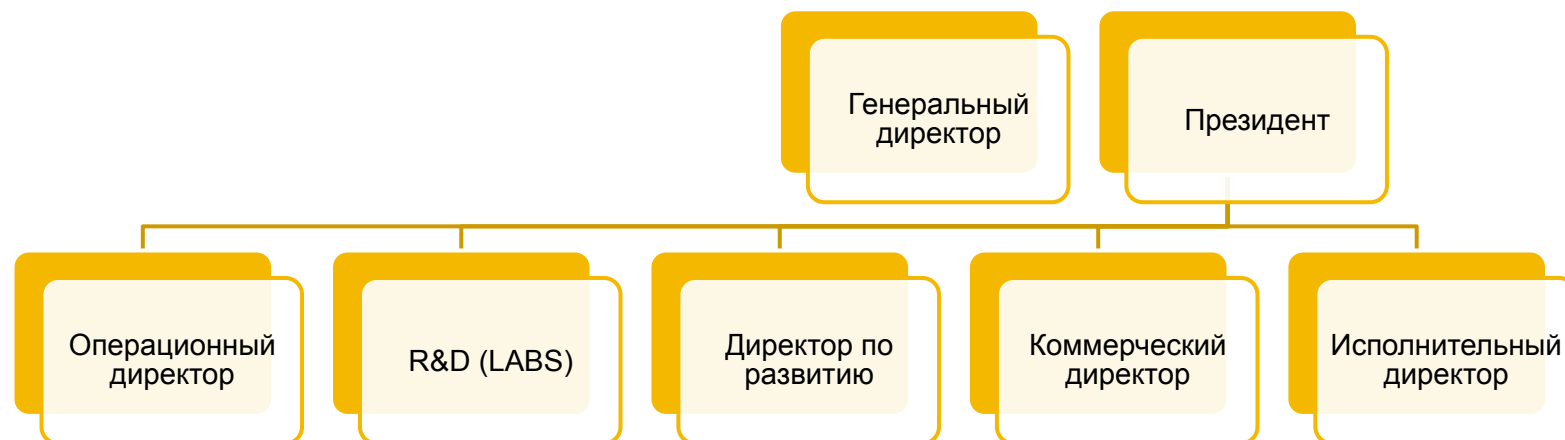 Генеральный
директор
Президент
Операционный
директор
R&D (LABS)
Директор по
развитию
Коммерческий
директор
Исполнительный
директор